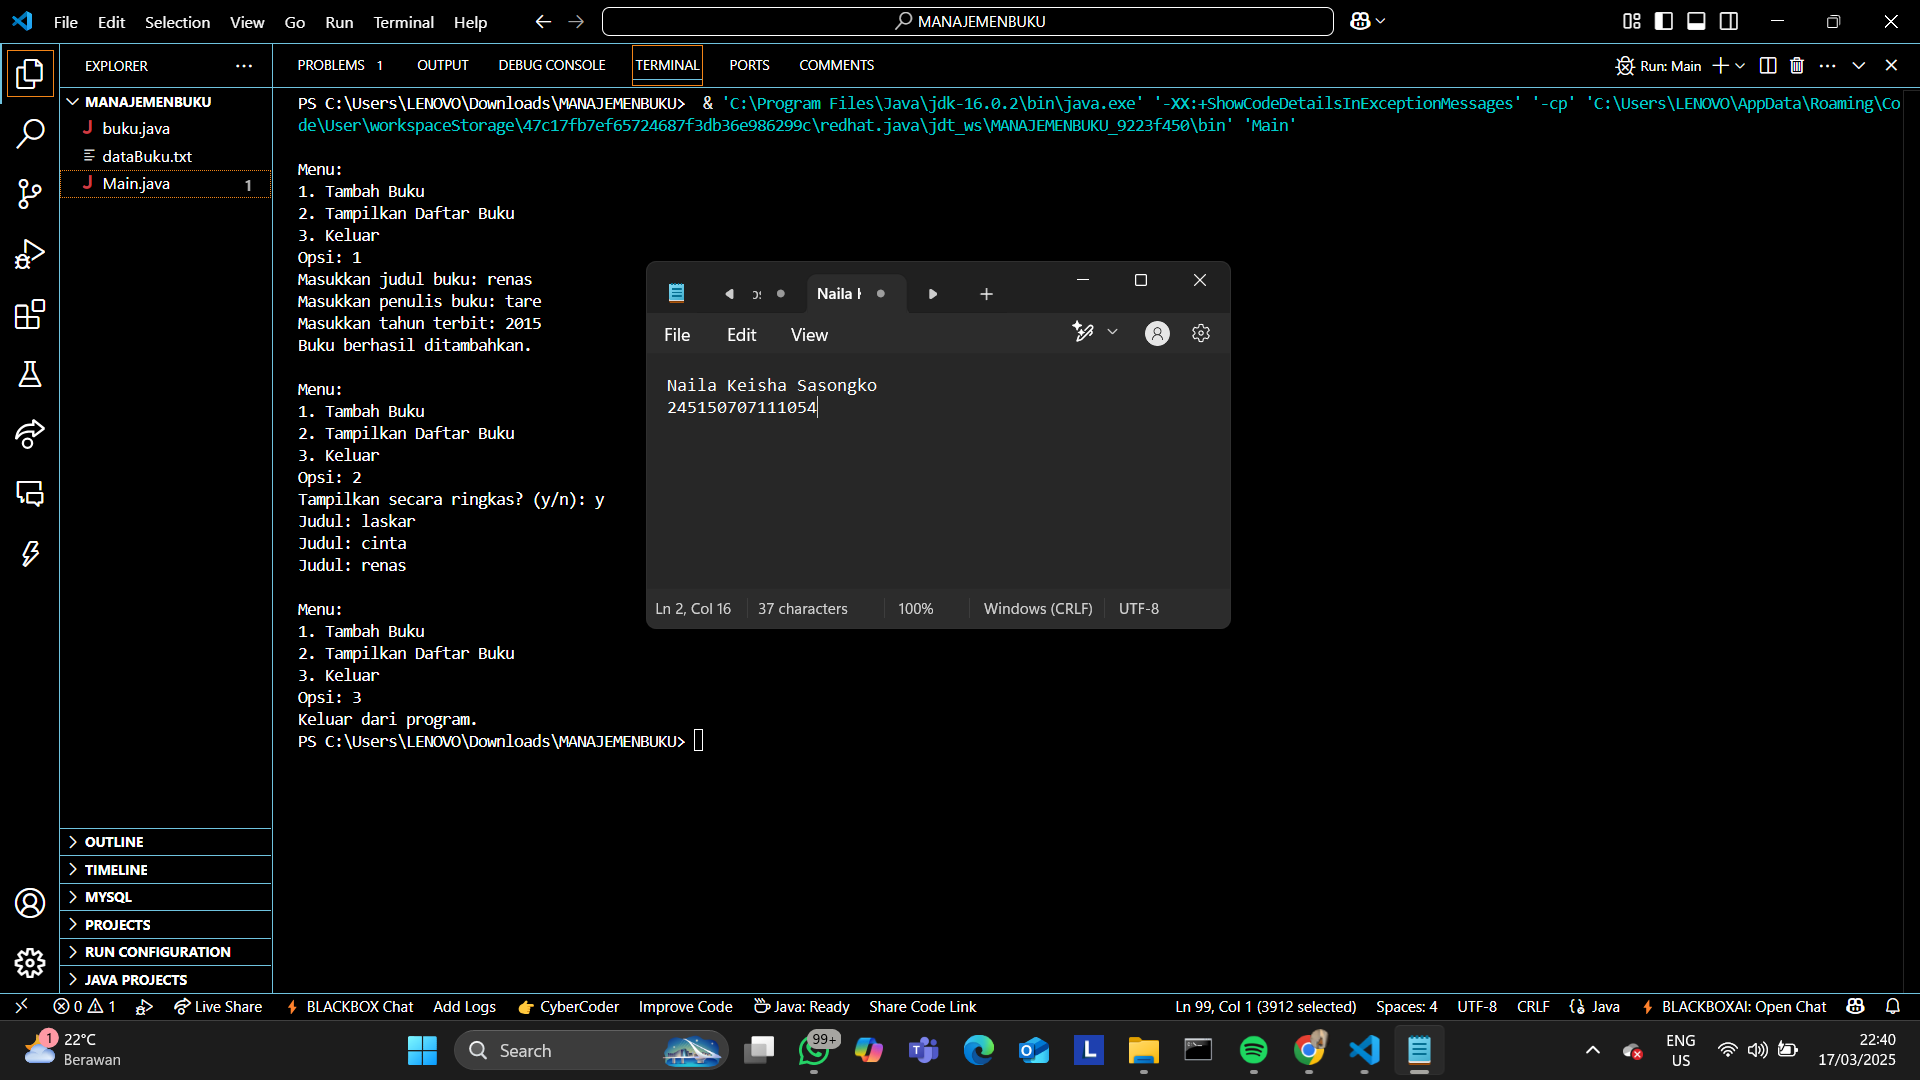 File Edit Selection View Go Run Terminal Help
MANAJEMENBUKU
EXPLORER
MANAJEMENBUKU
buku.java
dataBuku.txt
Main.java 1
OUTLINE
TIMELINE
MYSQL
PROJECTS
RUN CONFIGURATION
JAVA PROJECTS
PROBLEMS 1 OUTPUT DEBUG CONSOLE TERMINAL PORTS COMMENTS
Run: Main
PS C:\Users\LENOVO\Downloads\MANAJEMENBUKU> & 'C:\Program Files\Java\jdk-16.0.2\bin\java.exe' '-XX:+ShowCodeDetailsInExceptionMessages' '-cp' 'C:\Users\LENOVO\AppData\Roaming\Co
de\User\workspaceStorage\47c17fb7ef65724687f3db36e986299c\redhat.java\jdt_ws\MANAJEMENBUKU_9223f450\bin' 'Main'
Menu:
1. Tambah Buku
2. Tampilkan Daftar Buku
3. Keluar
Opsi: 1
Masukkan judul buku: renas
Masukkan penulis buku: tare
Masukkan tahun terbit: 2015
Buku berhasil ditambahkan.
Menu:
1. Tambah Buku
2. Tampilkan Daftar Buku
3. Keluar
Opsi: 2
Tampilkan secara ringkas? (y/n): y
Judul: laskar
Judul: cinta
Judul: renas
Menu:
1. Tambah Buku
2. Tampilkan Daftar Buku
3. Keluar
Opsi: 3
Keluar dari program.
PS C:\Users\LENOVO\Downloads\MANAJEMENBUKU>
Naila
File Edit View
Naila Keisha Sasongko
245150707111054
Ln 2, Col 16 37 characters 100% Windows (CRLF) UTF-8
0 1 Live Share BLACKBOX Chat Add Logs CyberCoder Improve Code Java: Ready Share Code Link Ln 99, Col 1 (3912 selected) Spaces: 4 UTF-8 CRLF Java BLACKBOXAI: Open Chat
1 22°C
Berawan
Search
99+
L
ENG
US
22:40
17/03/2025